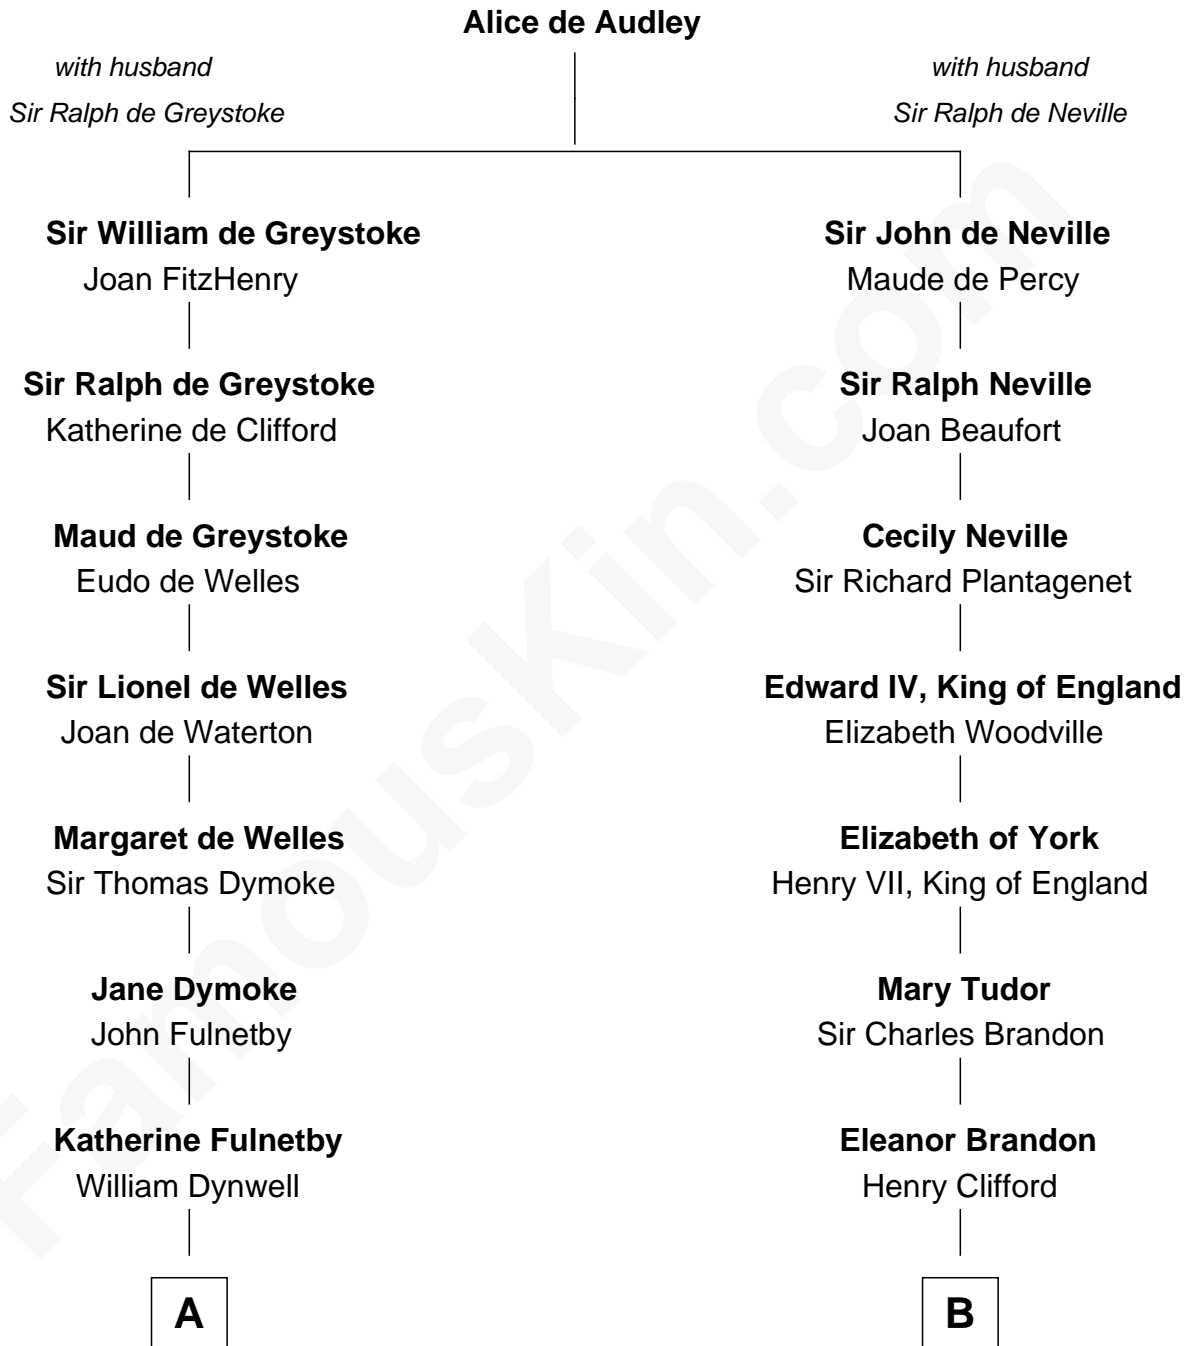 Alice de Audley
with husband
Sir Ralph de Greystoke
with husband
Sir Ralph de Neville
Sir William de Greystoke
Joan FitzHenry
Sir Ralph de Greystoke
Katherine de Clifford
Maud de Greystoke
Eudo de Welles
Sir Lionel de Welles
Joan de Waterton
Margaret de Welles
Sir Thomas Dymoke
Jane Dymoke
John Fulnetby
Katherine Fulnetby
William Dynwell
A
Sir John de Neville
Maude de Percy
Sir Ralph Neville
Joan Beaufort
Cecily Neville
Sir Richard Plantagenet
Edward IV, King of England
Elizabeth Woodville
Elizabeth of York
Henry VII, King of England
Mary Tudor
Sir Charles Brandon
Eleanor Brandon
Henry Clifford
B
FamousKin.com